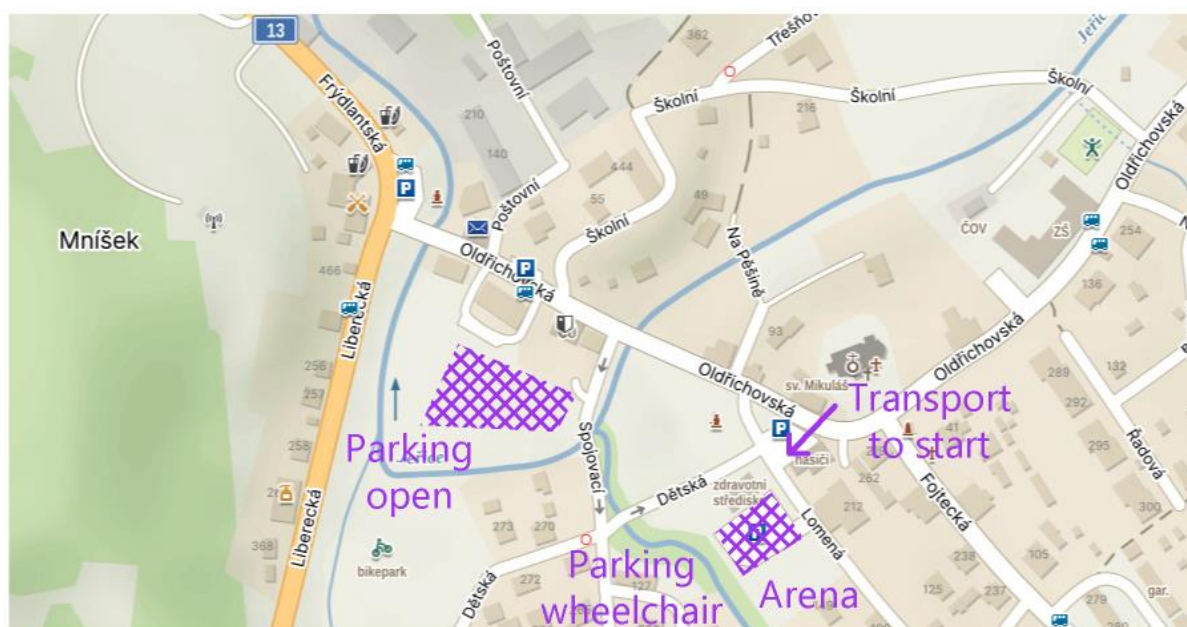 13
Frýdlantská
Poštovní
Třešňov
362
Jeřic
Školní
Školní
Školní
216
210
140
444
55
49
Oldřichovská
Poštovní
Školní
Na Pěšině
ČOV
ZŠ
254
Mníšek
466
Oldřichovská
136
Liberecká
93
Oldřichovská
289
132
256
257
sv. Mikuláš
Oldřichovská
292
Transport
to start
Parking
open
258
Spojovací
hasiči
41
295
Řadová
Dětská
zdravotní
středisko
262
212
Fojtecká
300
Liberecká
273
270
Lomená
368
bikepark
Dětská
272
Parking
wheelchair
127
Arena
238
105
279
gar.